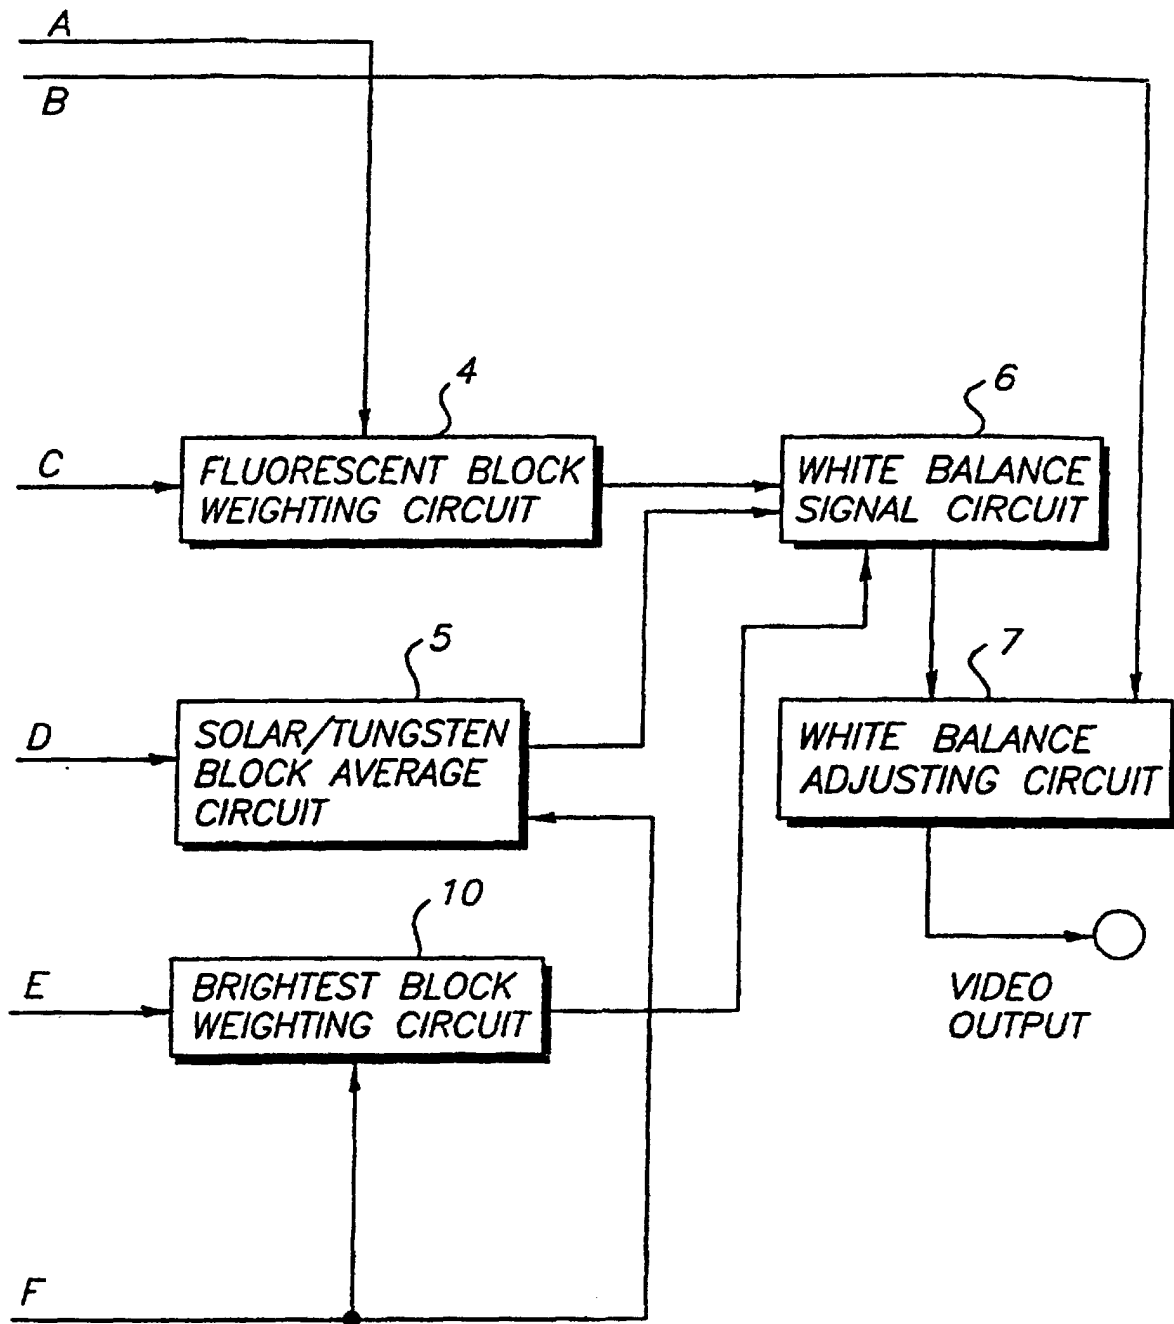 A
B
4
6
C
FLUORESCENT BLOCK
WEIGHTING CIRCUIT
WHITE BALANCE
SIGNAL CIRCUIT
5
7
D
SOLAR/TUNGSTEN
BLOCK AVERAGE
CIRCUIT
WHITE BALANCE
ADJUSTING CIRCUIT
10
E
BRIGHTEST BLOCK
WEIGHTING CIRCUIT
VIDEO
OUTPUT
F